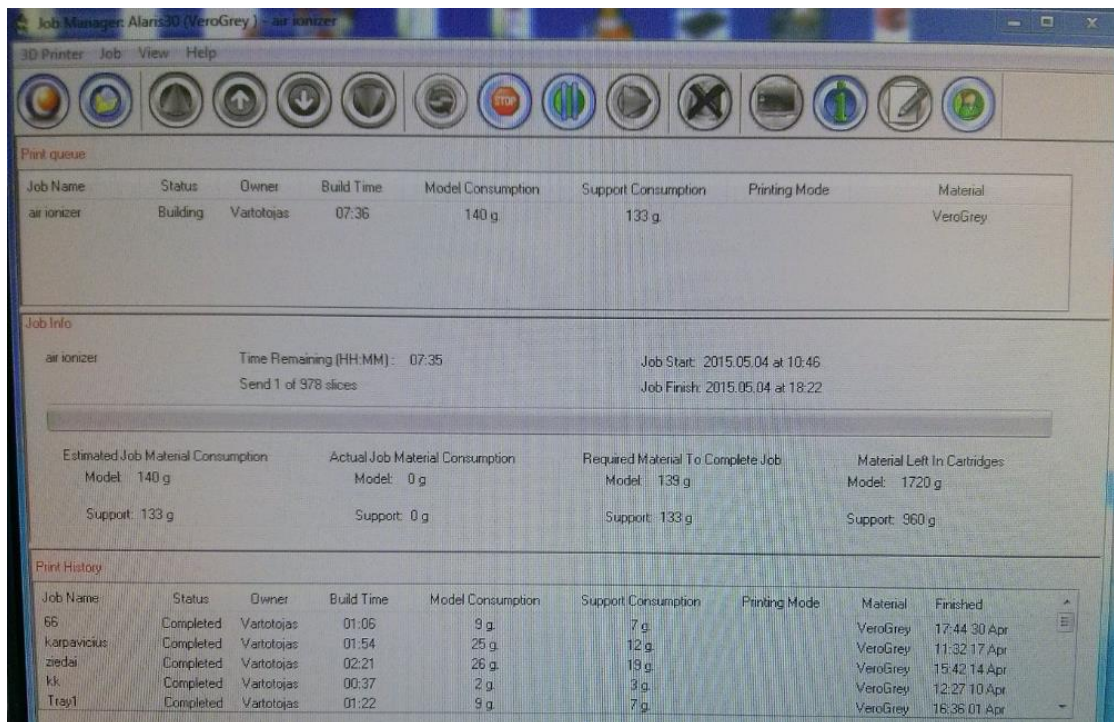 Job Manager: Alaris30 (VeroGrey ) - air ionizer
3D Printer Job View Help
STOP
Print queue
Job Name Status Owner Build Time Model Consumption Support Consumption Printing Mode Material
air ionizer Building Vartotojas 07:36 140 g. 133 g. VeroGrey
Job Info
air ionizer Time Remaining (HH:MM) : 07:35 Job Start: 2015.05.04 at 10:46
Send 1 of 978 slices Job Finish: 2015.05.04 at 18:22
Estimated Job Material Consumption Actual Job Material Consumption Required Material To Complete Job Material Left In Cartridges
Model: 140 g Model: 0 g Model: 139 g Model: 1720 g
Support: 133 g Support: 0 g Support: 133 g Support: 960 g
Print History
Job Name Status Owner Build Time Model Consumption Support Consumption Printing Mode Material Finished
66 Completed Vartotojas 01:06 9 g. 7 g. VeroGrey 17:44 30 Apr
karpavicius Completed Vartotojas 01:54 25 g. 12 g. VeroGrey 11:32 17 Apr
ziedai Completed Vartotojas 02:21 26 g. 19 g. VeroGrey 15:42 14 Apr
kk Completed Vartotojas 00:37 2 g. 3 g. VeroGrey 12:27 10 Apr
Tray1 Completed Vartotojas 01:22 9 g. 7 g. VeroGrey 16:36 01 Apr